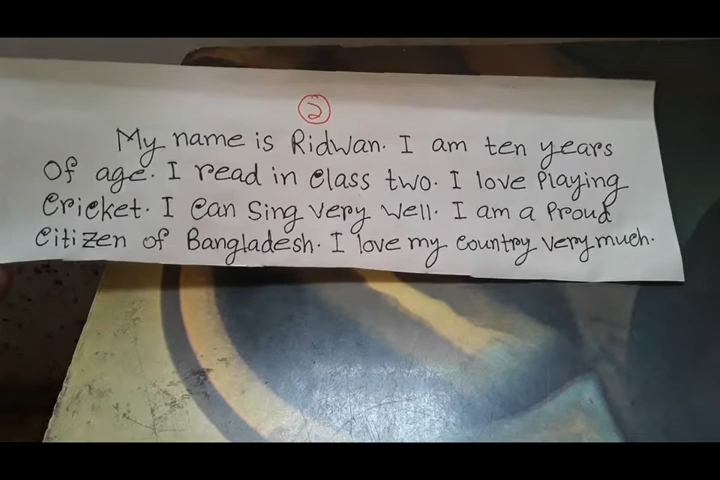 2
My name is Ridwan. I am ten years
Of age. I read in Class two. I love Playing
Cricket. I Can Sing Very Well. I am a Proud
Citizen of Bangladesh. I love my Country Very much.